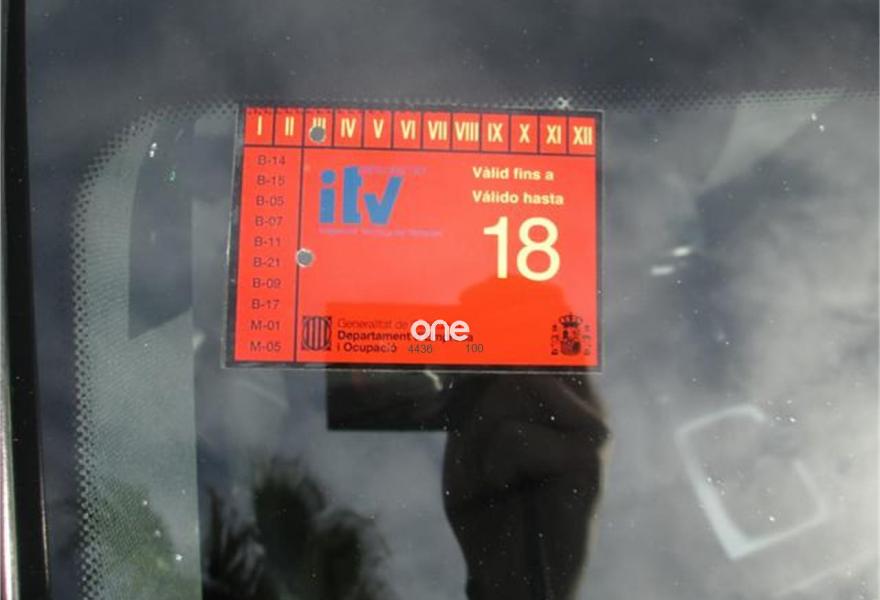 I II III IV V VI VII VIII IX X XI XII
B-14
B-15
B-05
B-07
B-11
B-21
B-09
B-17
M-01
M-05
itv
Vàlid fins a
Válido hasta
18
Generalitat de
Departament
i Ocupació
4436 100
one